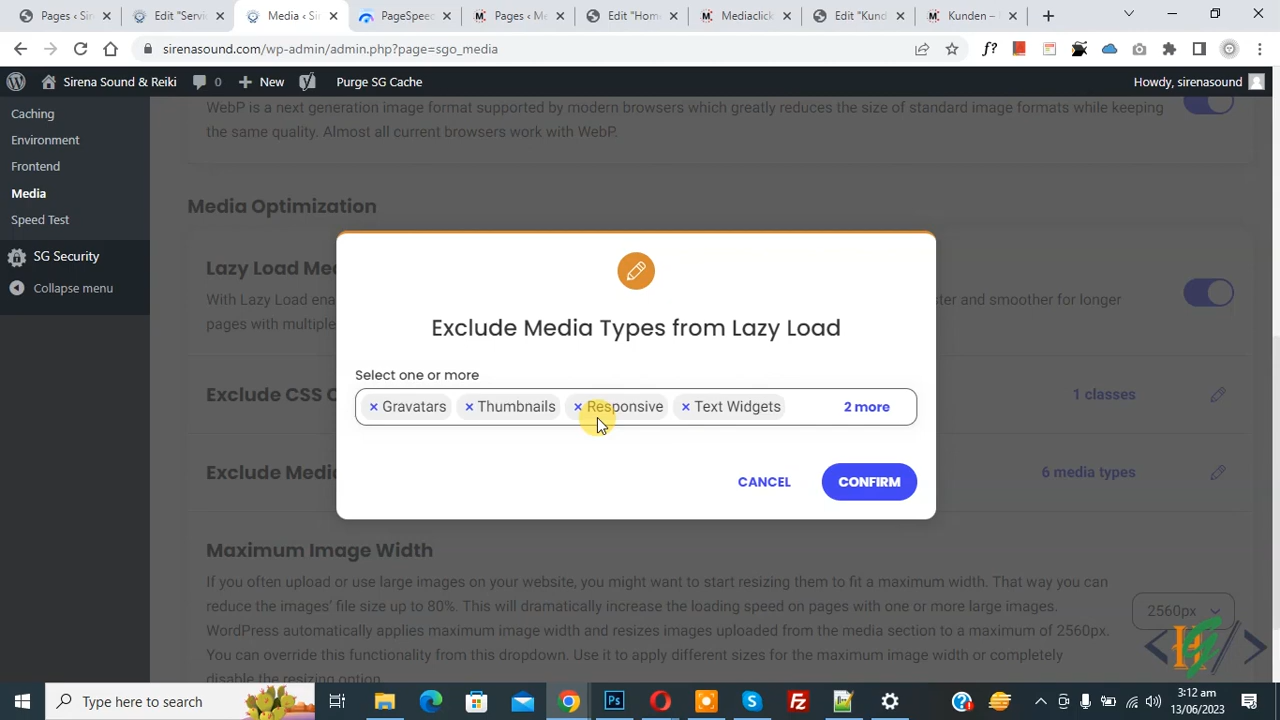 Pages < Sir
Edit "Servic
Media < Sir
PageSpeed
Pages < Me
Edit "Home
Mediaclick
Edit "Kund
Kunden –
sirenasound.com/wp-admin/admin.php?page=sgo_media
Sirena Sound & Reiki
0
New
Purge SG Cache
Howdy, sirenasound
Caching
Environment
Frontend
Media
Speed Test
SG Security
Collapse menu
WebP is a next generation image format supported by modern browsers which greatly reduces the size of standard image formats while keeping
the same quality. Almost all current browsers work with WebP.
Media Optimization
Lazy Load Me
With Lazy Load ena
ster and smoother for longer
pages with multiple
Exclude CSS C
1 classes
Exclude Media
6 media types
Exclude Media Types from Lazy Load
Select one or more
× Gravatars
× Thumbnails
× Responsive
× Text Widgets
2 more
CANCEL
CONFIRM
Maximum Image Width
If you often upload or use large images on your website, you might want to start resizing them to fit a maximum width. That way you can
reduce the images' file size up to 80%. This will dramatically increase the loading speed on pages with one or more large images.
WordPress automatically applies maximum image width and resizes images uploaded from the media section to a maximum of 2560px.
You can override this functionality from this dropdown. Use it to apply different sizes for the maximum image width or completely
disable the resizing option.
2560px
Type here to search
3:12 am
13/06/2023